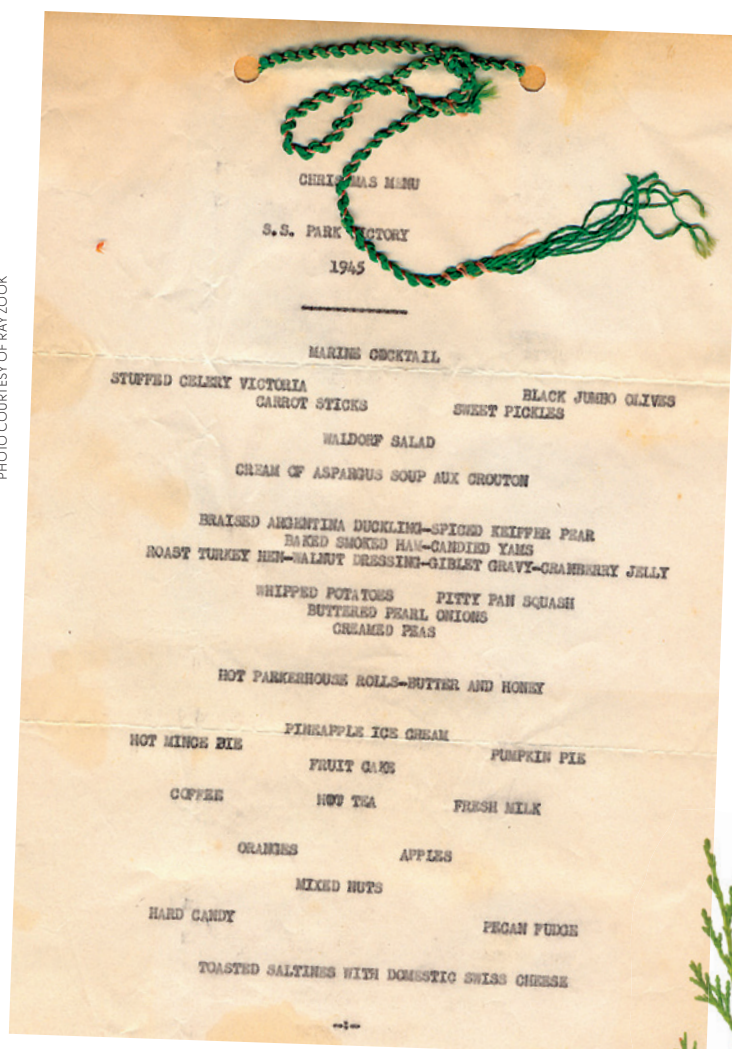 PHOTO COURTESY OF RAY ZOOK
CHRISTMAS MENU
S.S. PARK VICTORY
1945
MARINE COCKTAIL
STUFFED CELERY VICTORIA BLACK JUMBO OLIVES
CARROT STICKS SWEET PICKLES
WALDORF SALAD
CREAM OF ASPARGUS SOUP AUX CROUTON
BRAISED ARGENTINA DUCKLING-SPICED KEIFFER PEAR
BAKED SMOKED HAM-CANDIED YAMS
ROAST TURKEY HEN-WALNUT DRESSING-GIBLET GRAVY-CRANBERRY JELLY
WHIPPED POTATOES PITTY PAN SQUASH
BUTTERED PEARL ONIONS
CREAMED PEAS
HOT PARKERHOUSE ROLLS-BUTTER AND HONEY
PINEAPPLE ICE CREAM
HOT MINCE PIE PUMPKIN PIE
FRUIT CAKE
COFFEE HOT TEA FRESH MILK
ORANGES APPLES
MIXED NUTS
HARD CANDY PECAN FUDGE
TOASTED SALTINES WITH DOMESTIC SWISS CHEESE
-:-